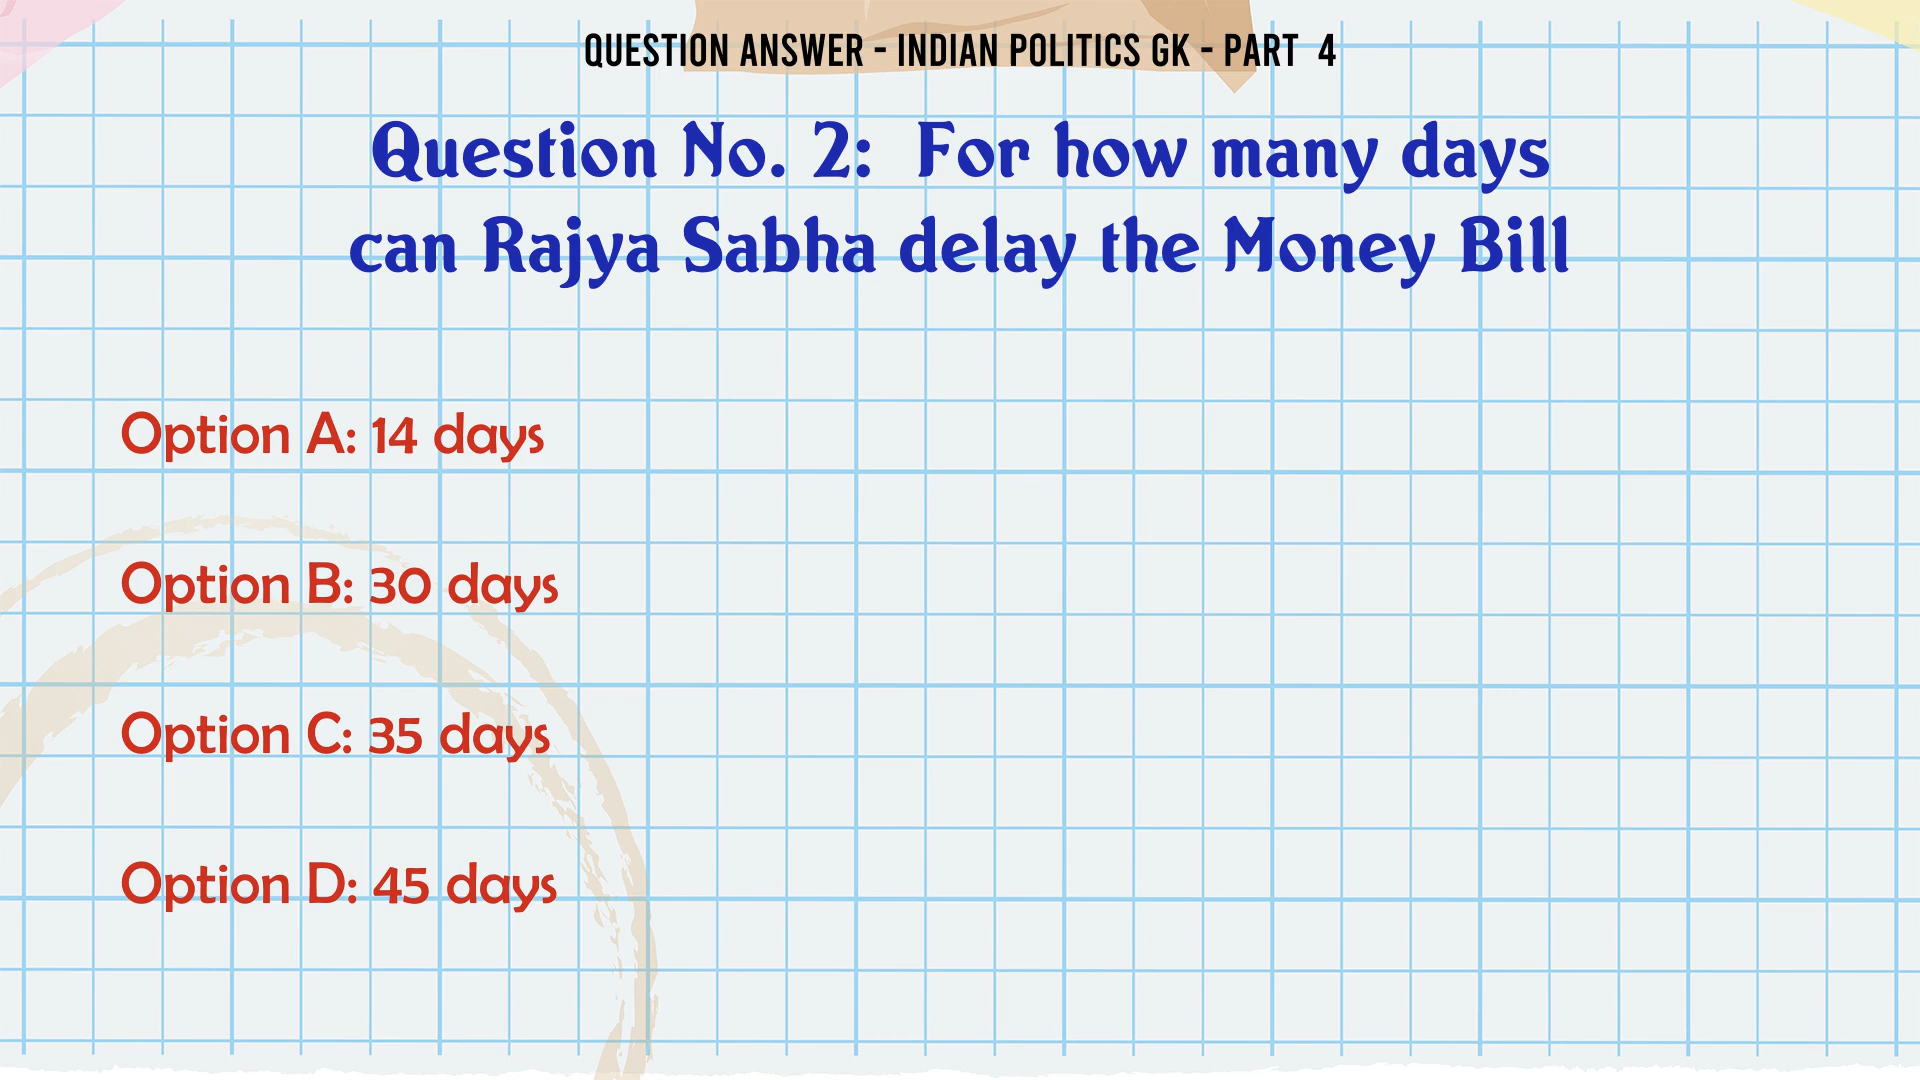 QUESTION ANSWER - INDIAN POLITICS GK - PART 4
Question No. 2: For how many days
can Rajya Sabha delay the Money Bill
Option A: 14 days
Option B: 30 days
Option C: 35 days
Option D: 45 days